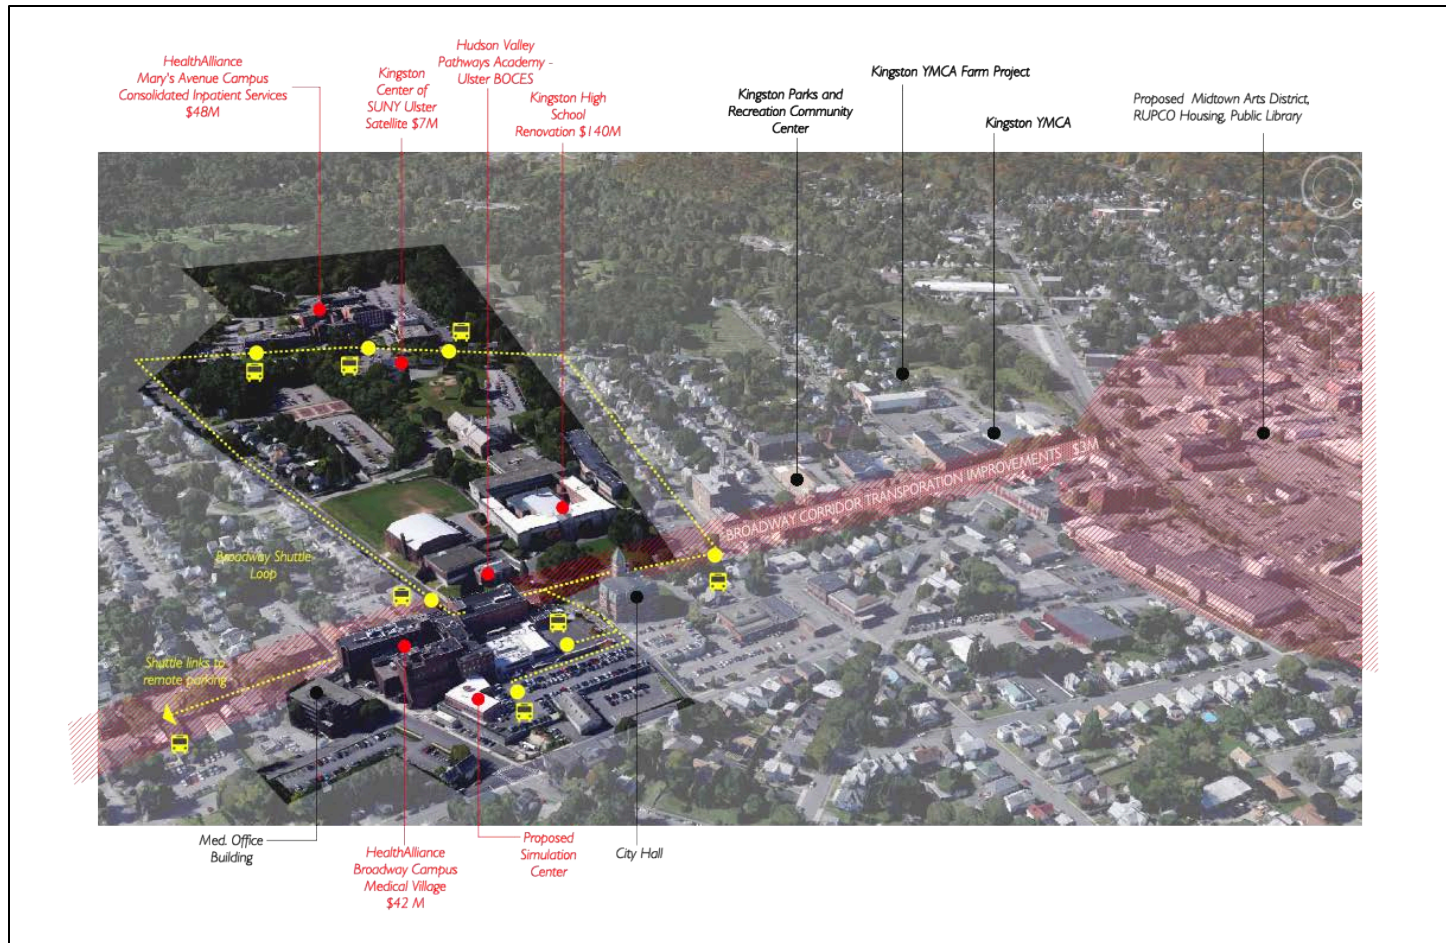 HealthAlliance
Mary's Avenue Campus
Consolidated Inpatient Services
$48M
Kingston
Center of
SUNY Ulster
Satellite $7M
Hudson Valley
Pathways Academy -
Ulster BOCES
Kingston High
School
Renovation $140M
Kingston Parks and
Recreation Community
Center
Kingston YMCA Farm Project
Kingston YMCA
Proposed Midtown Arts District,
RUPCO Housing, Public Library
BROADWAY CORRIDOR TRANSPORATION IMPROVEMENTS $3M
Broadway Shuttle
Loop
Shuttle links to
remote parking
Med. Office
Building
HealthAlliance
Broadway Campus
Medical Village
$42 M
Proposed
Simulation
Center
City Hall